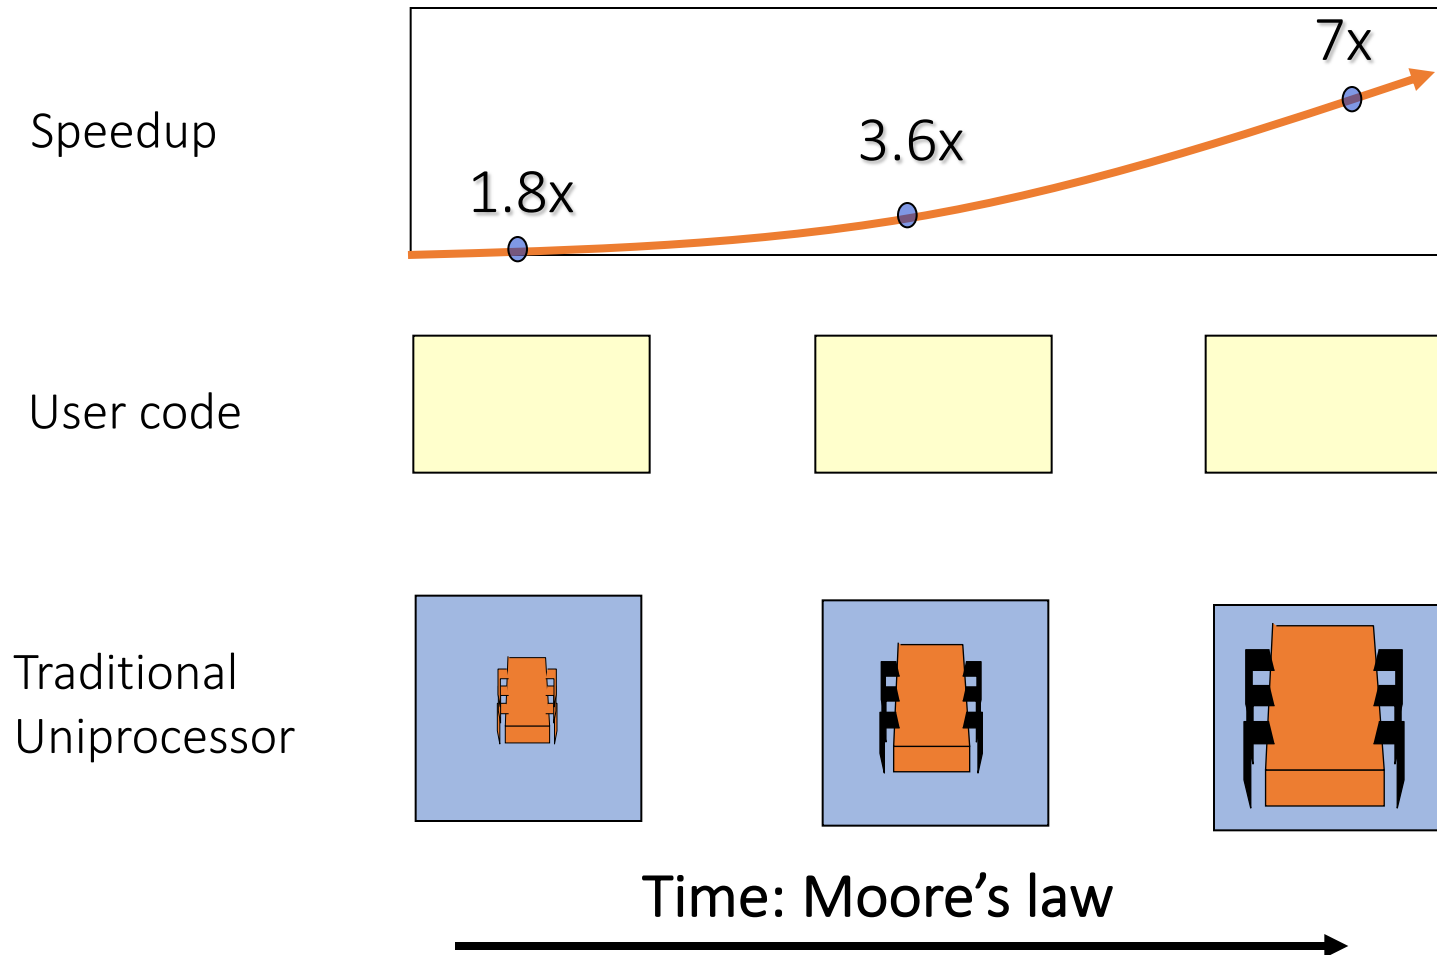 7x
3.6x
Speedup
1.8x
User code
Traditional
Uniprocessor
Time: Moore’s law